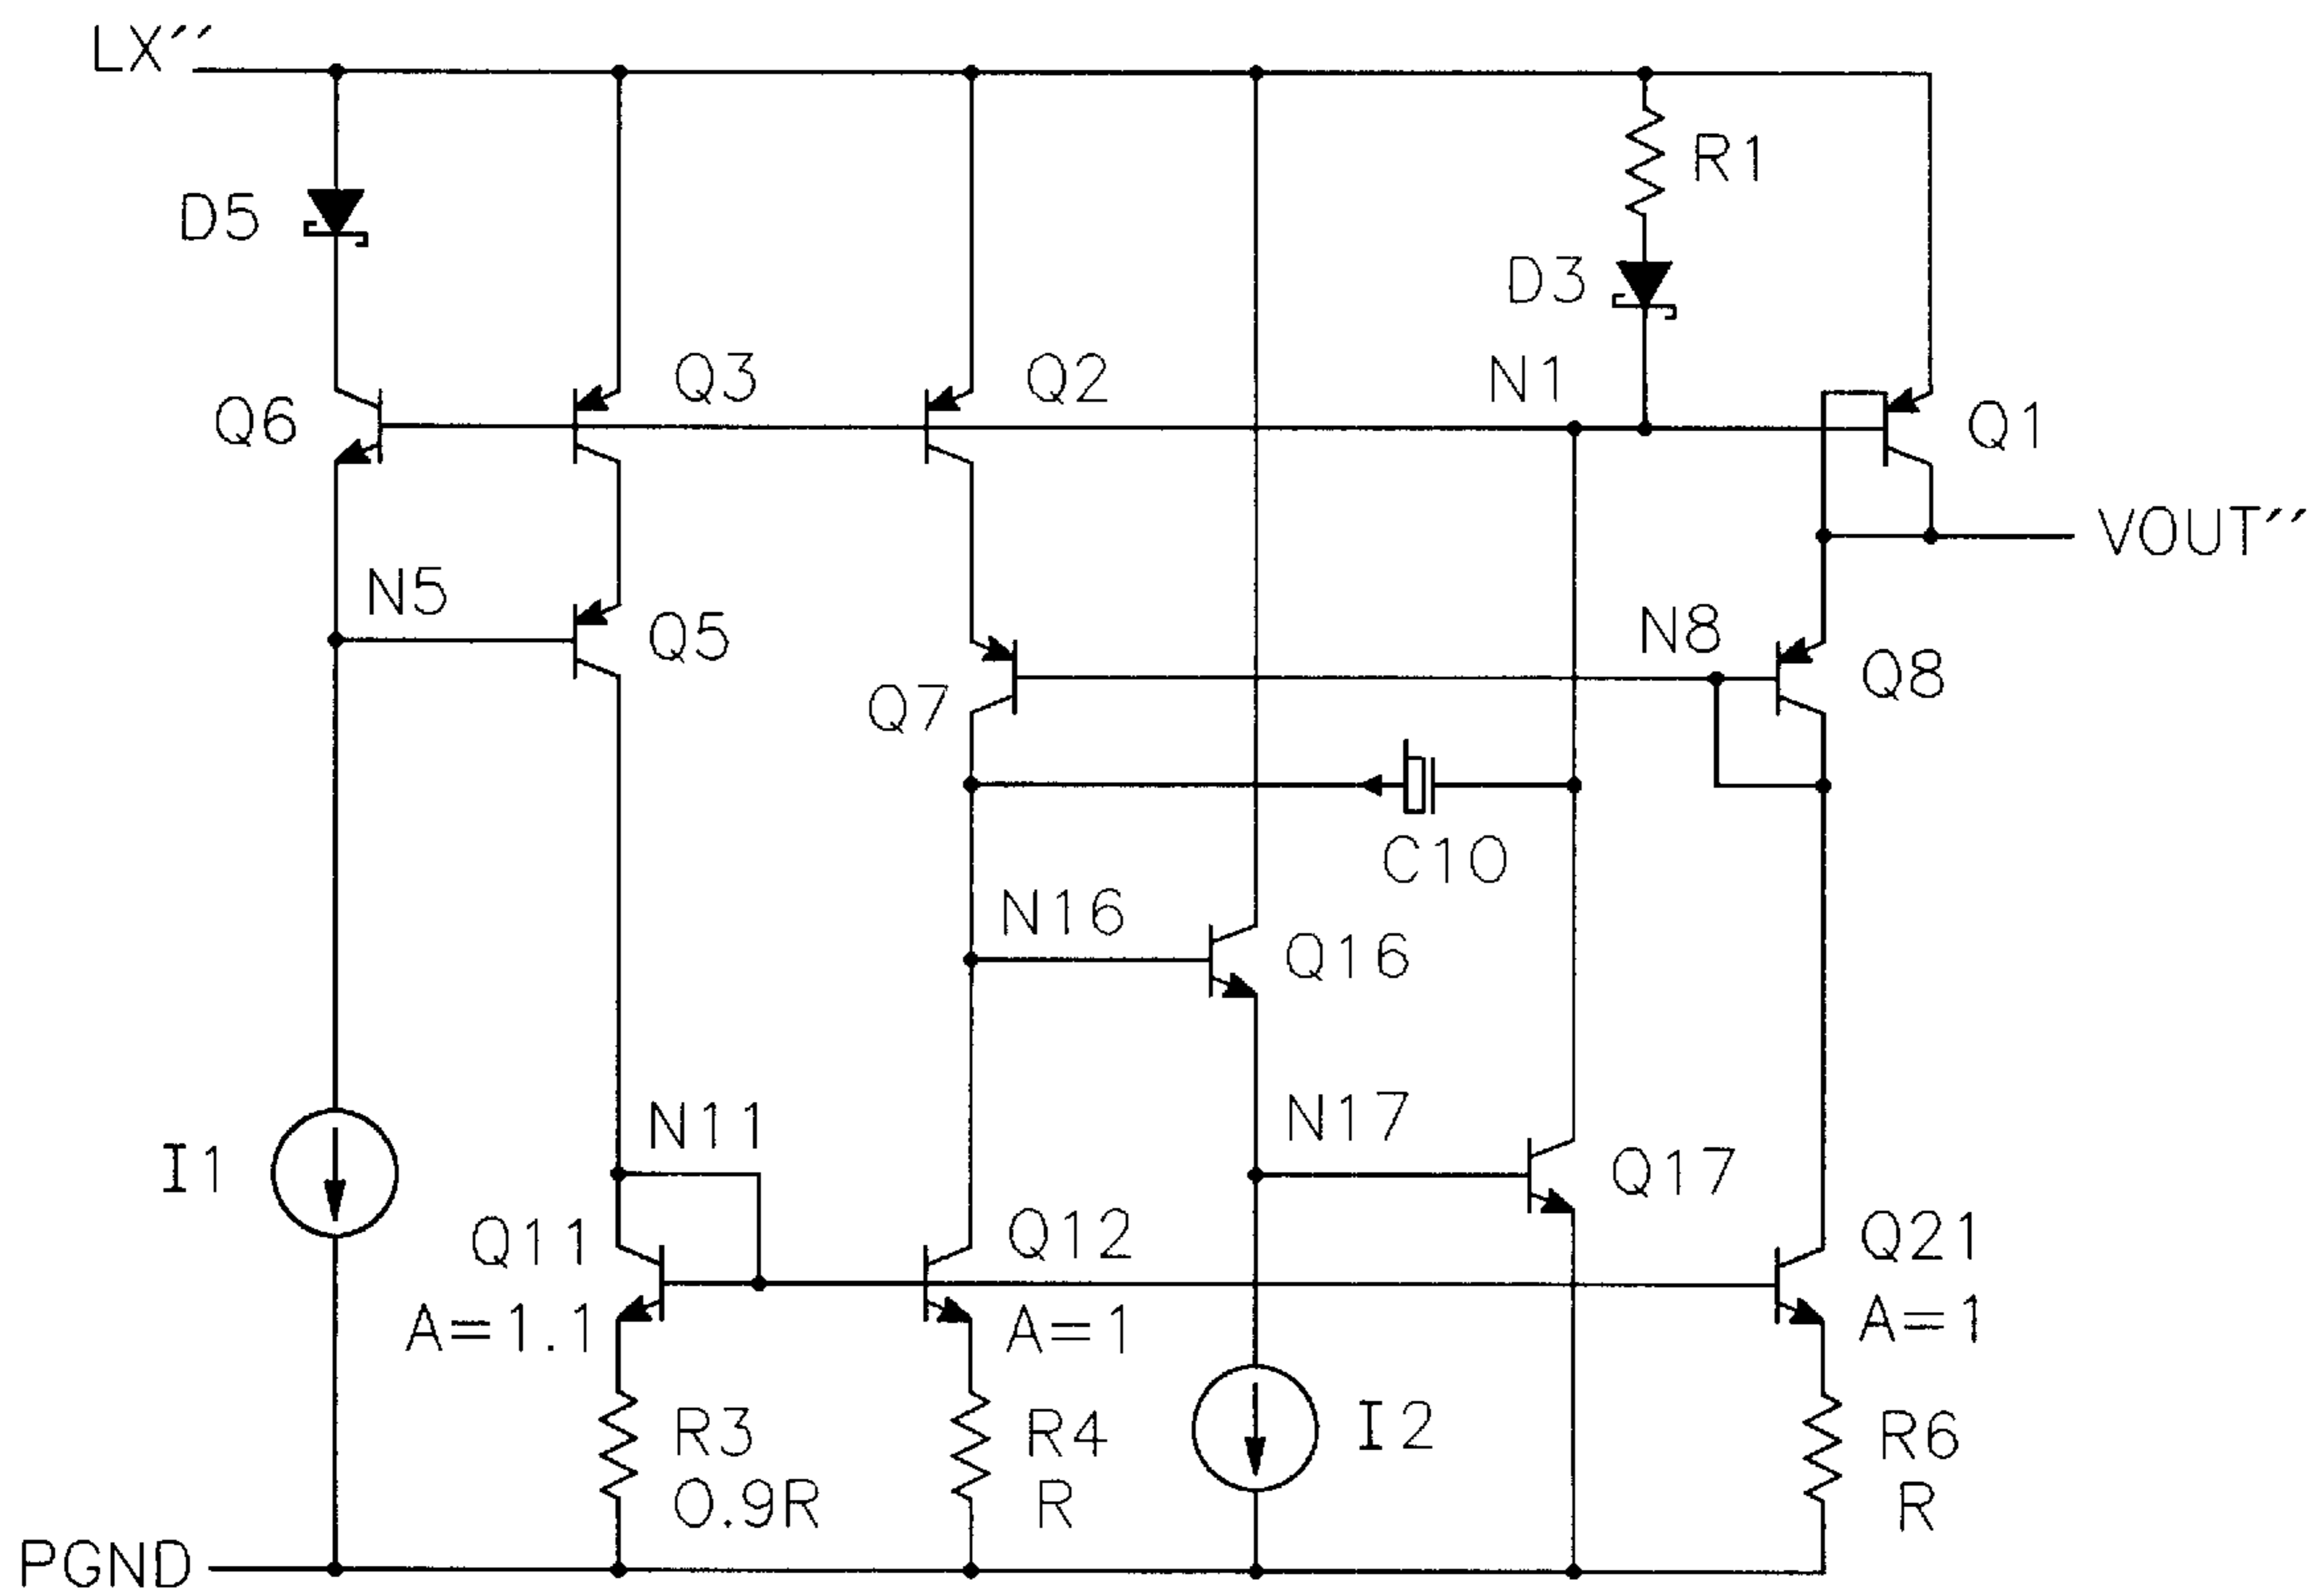 LX″
R1
D5
D3
Q3
Q2
N1
Q6
Q1
VOUT″
N5
N8
Q5
Q8
Q7
C10
N16
Q16
N17
N11
I1
Q17
Q11
Q12
Q21
A=1.1
A=1
A=1
R3
R4
I2
R6
0.9R
R
R
PGND